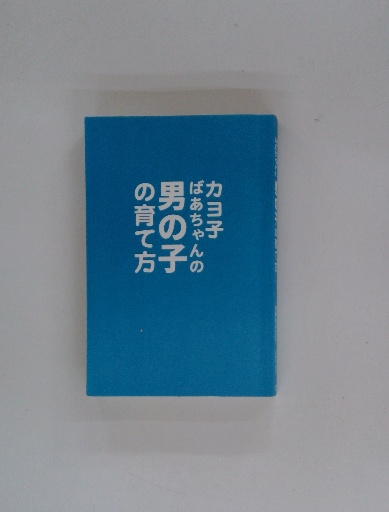 カヨ子
ばあちゃんの
男の子
の育て方